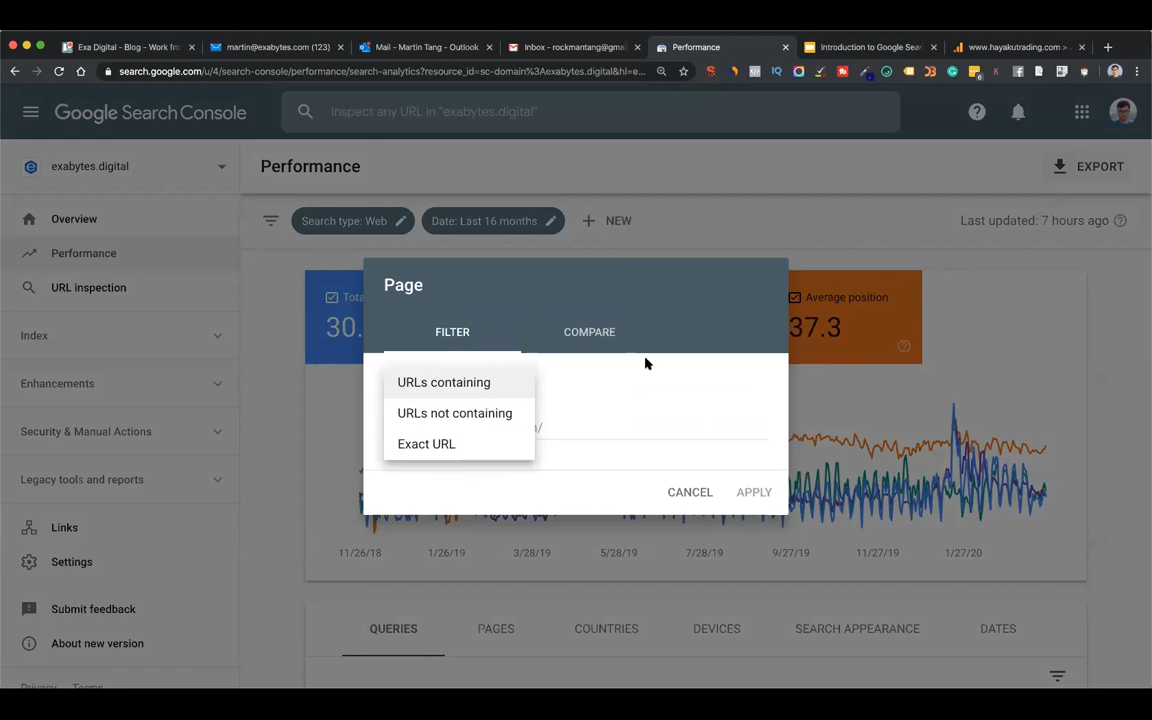 Exa Digital - Blog - Work fr
martin@exabytes.com (123)
Mail - Martin Tang - Outlook
Inbox - rockmantang@gm
Performance
Introduction to Google Sear
www.hayakutrading.com >
search.google.com/u/4/search-console/performance/search-analytics?resource_id=sc-domain%3Aexabytes.digital&hl=e...
Google Search Console
Inspect any URL in "exabytes.digital"
exabytes.digital
Performance
EXPORT
Overview
Performance
URL inspection
Index
Enhancements
Security & Manual Actions
Legacy tools and reports
Links
Settings
Submit feedback
About new version
Privacy Terms
Search type: Web
Date: Last 16 months
NEW
Last updated: 7 hours ago
Tota
30.
Average position
37.3
Page
FILTER
COMPARE
URLs containing
URLs not containing
Exact URL
/
CANCEL
APPLY
11/26/18
1/26/19
3/28/19
5/28/19
7/28/19
9/27/19
11/27/19
1/27/20
QUERIES
PAGES
COUNTRIES
DEVICES
SEARCH APPEARANCE
DATES